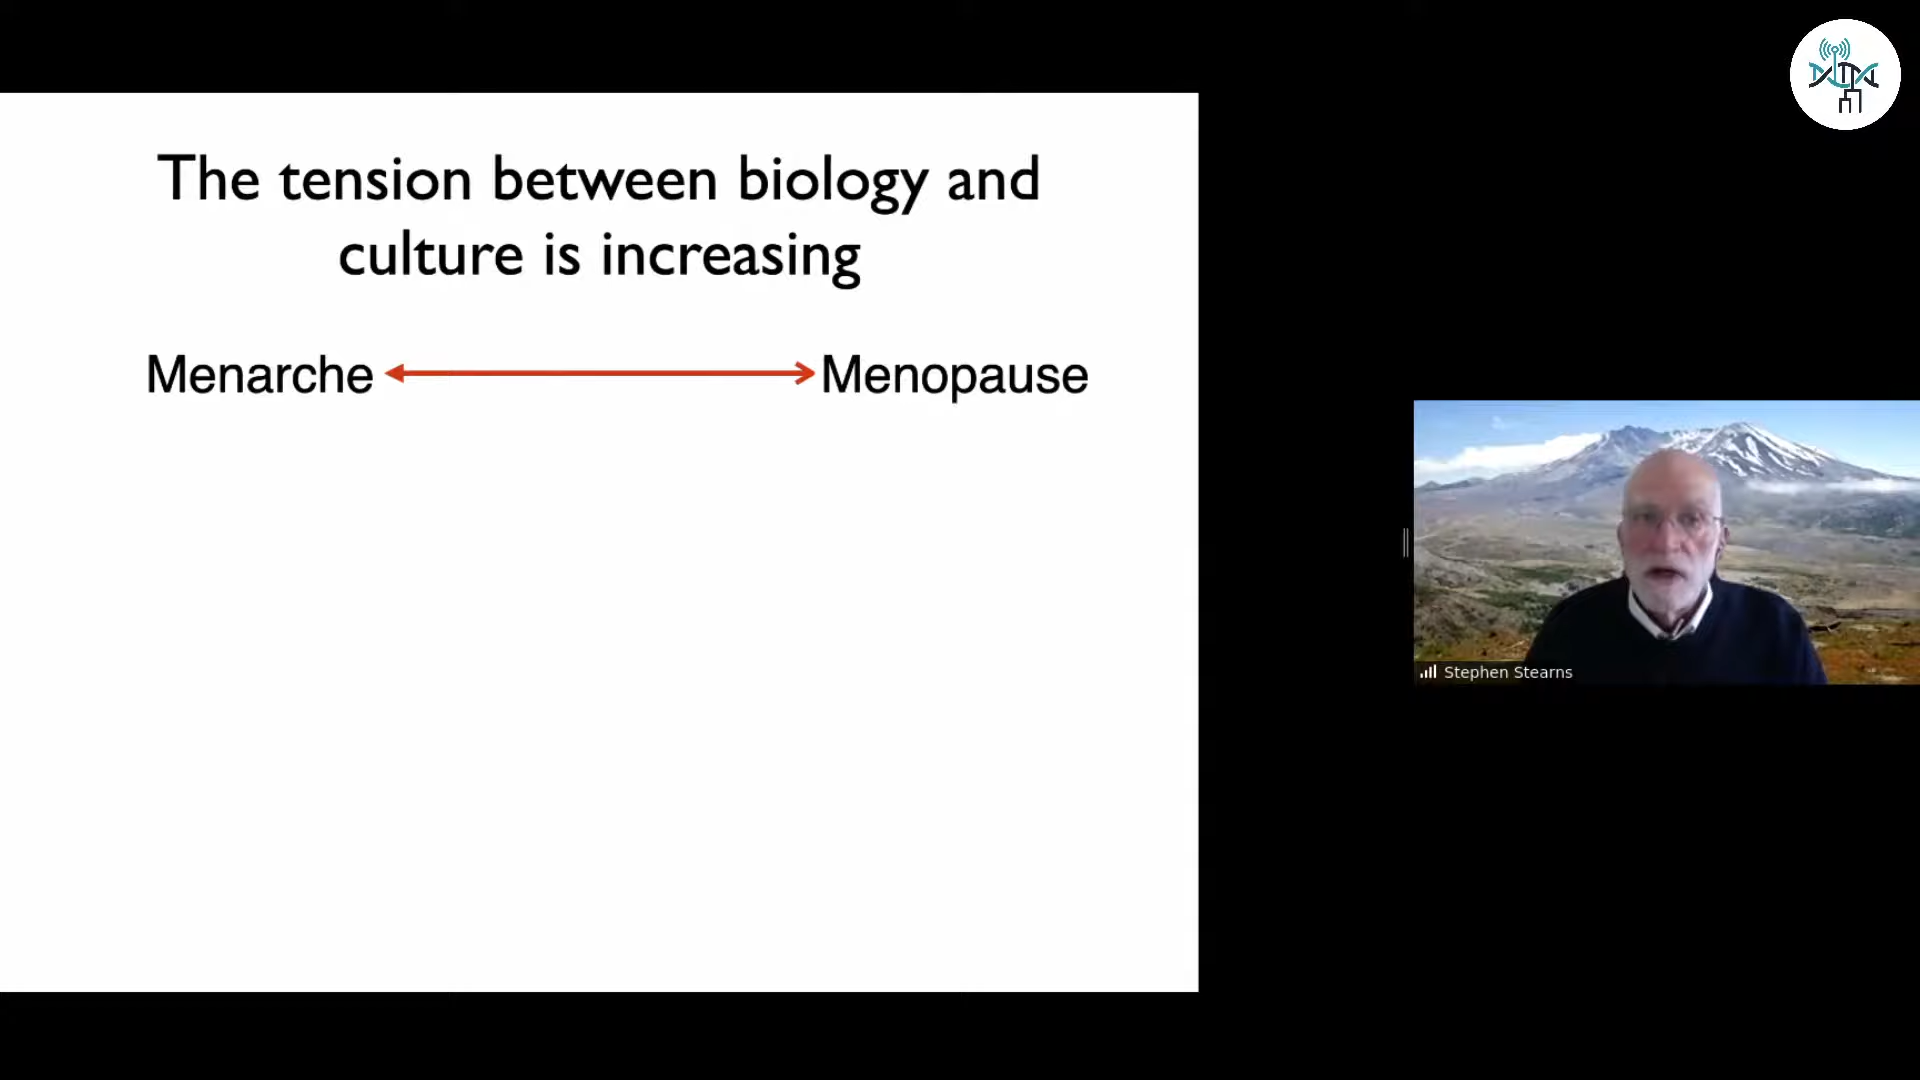 The tension between biology and
culture is increasing
Menarche
Menopause
Stephen Stearns